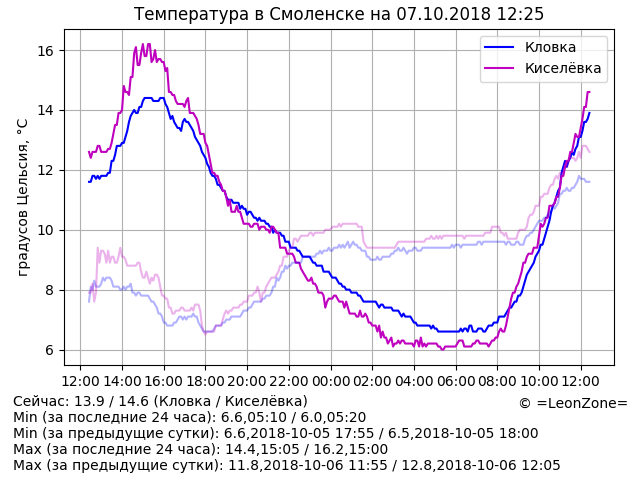 Температура в Смоленске на 07.10.2018 12:25
градусов Цельсия, °C
16
14
12
10
8
6
Кловка
Киселёвка
12:00 14:00 16:00 18:00 20:00 22:00 00:00 02:00 04:00 06:00 08:00 10:00 12:00
Сейчас: 13.9 / 14.6 (Кловка / Киселёвка)
© =LeonZone=
Min (за последние 24 часа): 6.6,05:10 / 6.0,05:20
Min (за предыдущие сутки): 6.6,2018-10-05 17:55 / 6.5,2018-10-05 18:00
Max (за последние 24 часа): 14.4,15:05 / 16.2,15:00
Max (за предыдущие сутки): 11.8,2018-10-06 11:55 / 12.8,2018-10-06 12:05